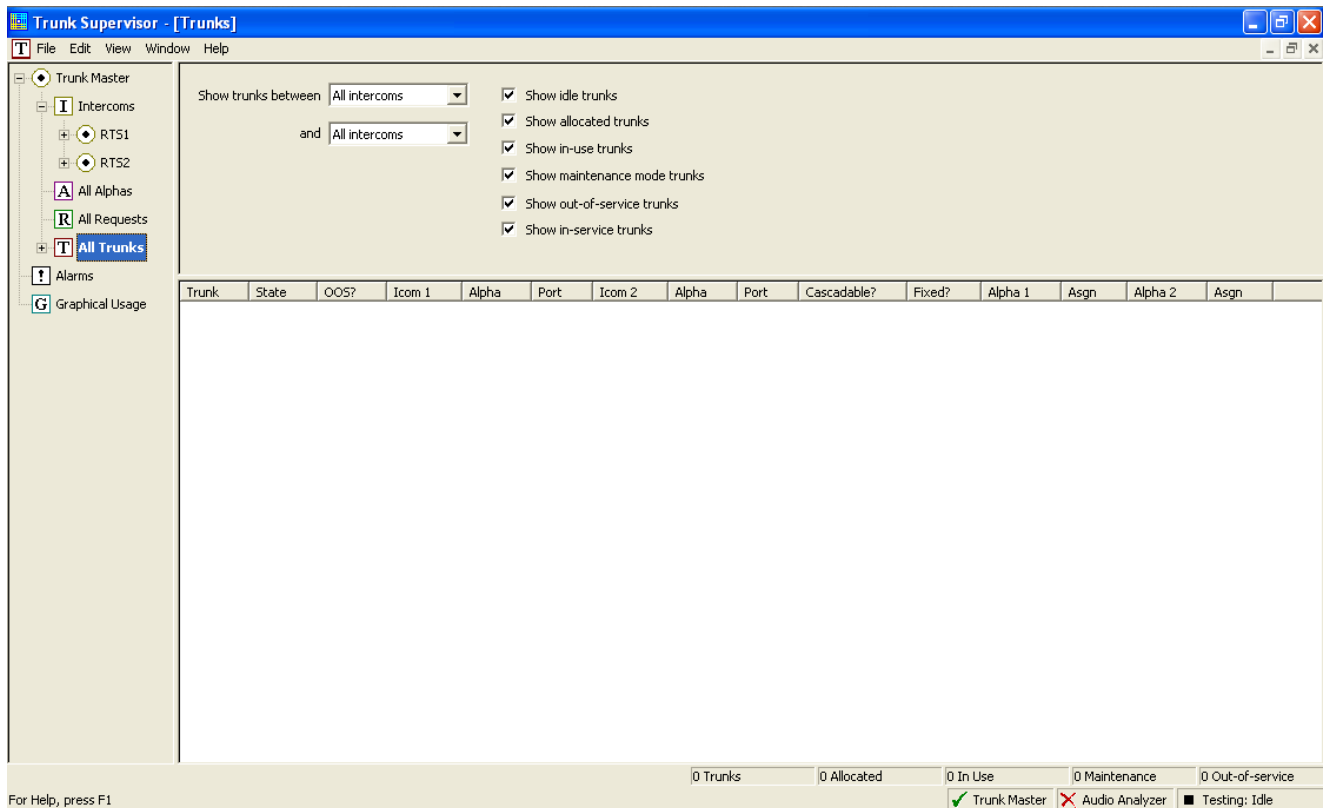 Trunk Supervisor - [Trunks]
T File Edit View Window Help
Trunk Master
I Intercoms
RTS1
RTS2
A All Alphas
R All Requests
T All Trunks
! Alarms
G Graphical Usage
Show trunks between All intercoms
and All intercoms
Show idle trunks
Show allocated trunks
Show in-use trunks
Show maintenance mode trunks
Show out-of-service trunks
Show in-service trunks
Trunk State OOS? Icom 1 Alpha Port Icom 2 Alpha Port Cascadable? Fixed? Alpha 1 Asgn Alpha 2 Asgn
0 Trunks 0 Allocated 0 In Use 0 Maintenance 0 Out-of-service
For Help, press F1 Trunk Master Audio Analyzer Testing: Idle